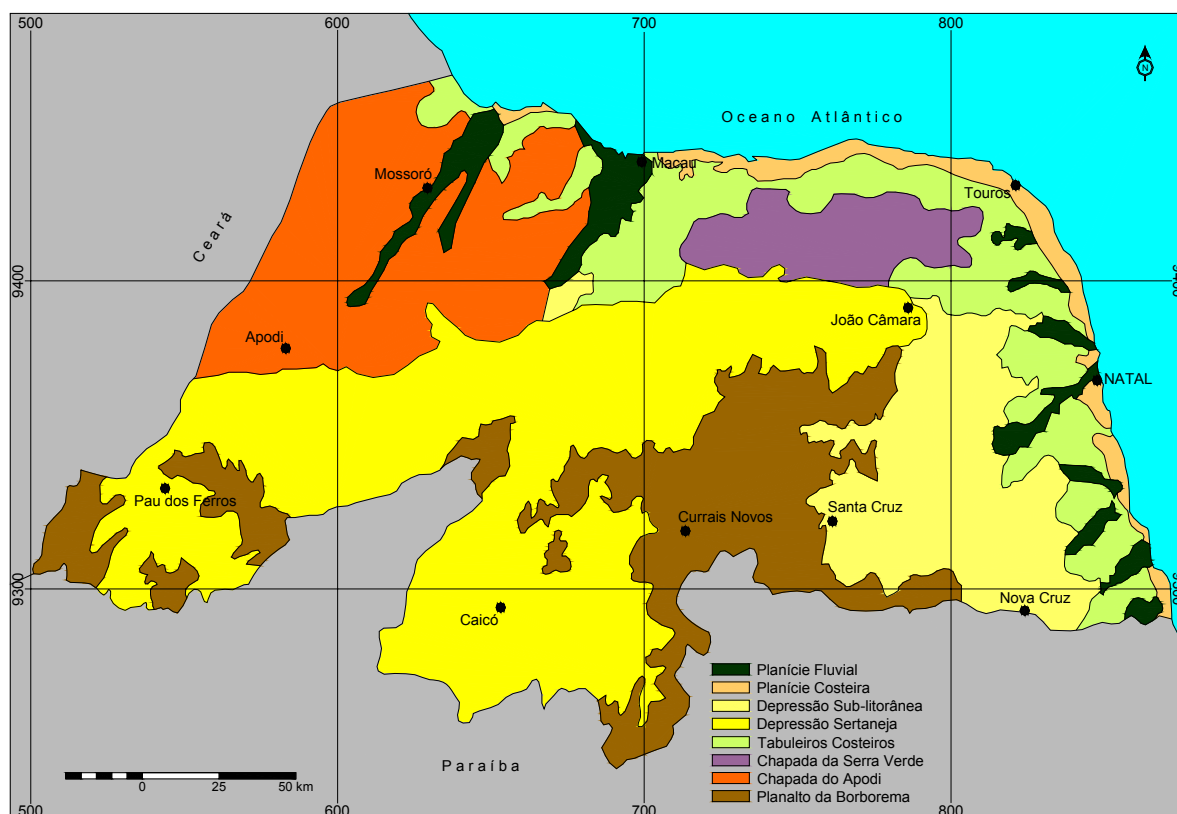 500
700
800
N
Oceano Atlântico
Macau
Mossoró
Touros
Ceará
9400
9400
João Câmara
Apodi
NATAL
Pau dos Ferros
Santa Cruz
Currais Novos
9300
9300
Nova Cruz
Caicó
Planície Fluvial
Planície Costeira
Depressão Sub-litorânea
Depressão Sertaneja
Tabuleiros Costeiros
Chapada da Serra Verde
Chapada do Apodi
Planalto da Borborema
Paraíba
0 25 50 km
500
600
700
800